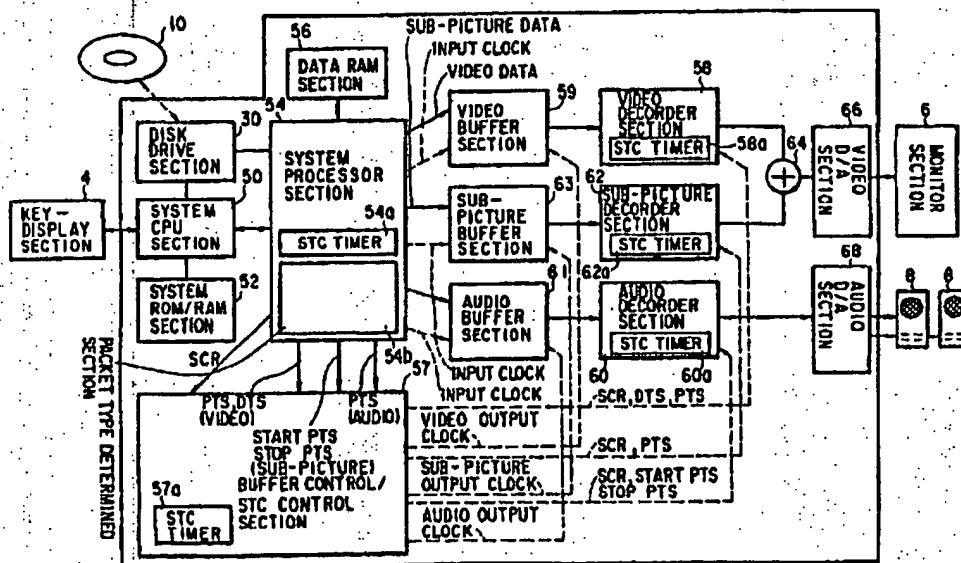 10
56
DATA RAM
SECTION
SUB-PICTURE DATA
INPUT CLOCK
VIDEO DATA
54
30
DISK
DRIVE
SECTION
4
KEY-
DISPLAY
SECTION
50
SYSTEM
CPU
SECTION
52
SYSTEM
ROM/RAM
SECTION
SYSTEM
PROCESSOR
SECTION
54a
STC TIMER
54b
59
VIDEO
BUFFER
SECTION
63
SUB-
PICTURE
BUFFER
SECTION
61
AUDIO
BUFFER
SECTION
58
VIDEO
DECORDER
SECTION
58a
STC TIMER
62
SUB-PICTURE
DECORDER
SECTION
STC TIMER
62a
AUDIO
DECORDER
SECTION
STC TIMER
60
60a
64
66
VIDEO
D/A
SECTION
6
MONITOR
SECTION
68
AUDIO
D/A
SECTION
8
8
PACKET TYPE DETERMINED
SECTION
SCR
PTS,DTS
(VIDEO)
PTS
(AUDIO)
57
START PTS
STOP PTS
(SUB-PICTURE)
BUFFER CONTROL/
STC CONTROL
SECTION
57a
STC
TIMER
INPUT CLOCK
INPUT CLOCK
VIDEO OUTPUT
CLOCK
SUB-PICTURE
OUTPUT CLOCK
AUDIO OUTPUT
CLOCK
SCR,DTS,PTS
SCR,PTS
SCR,START PTS
STOP PTS